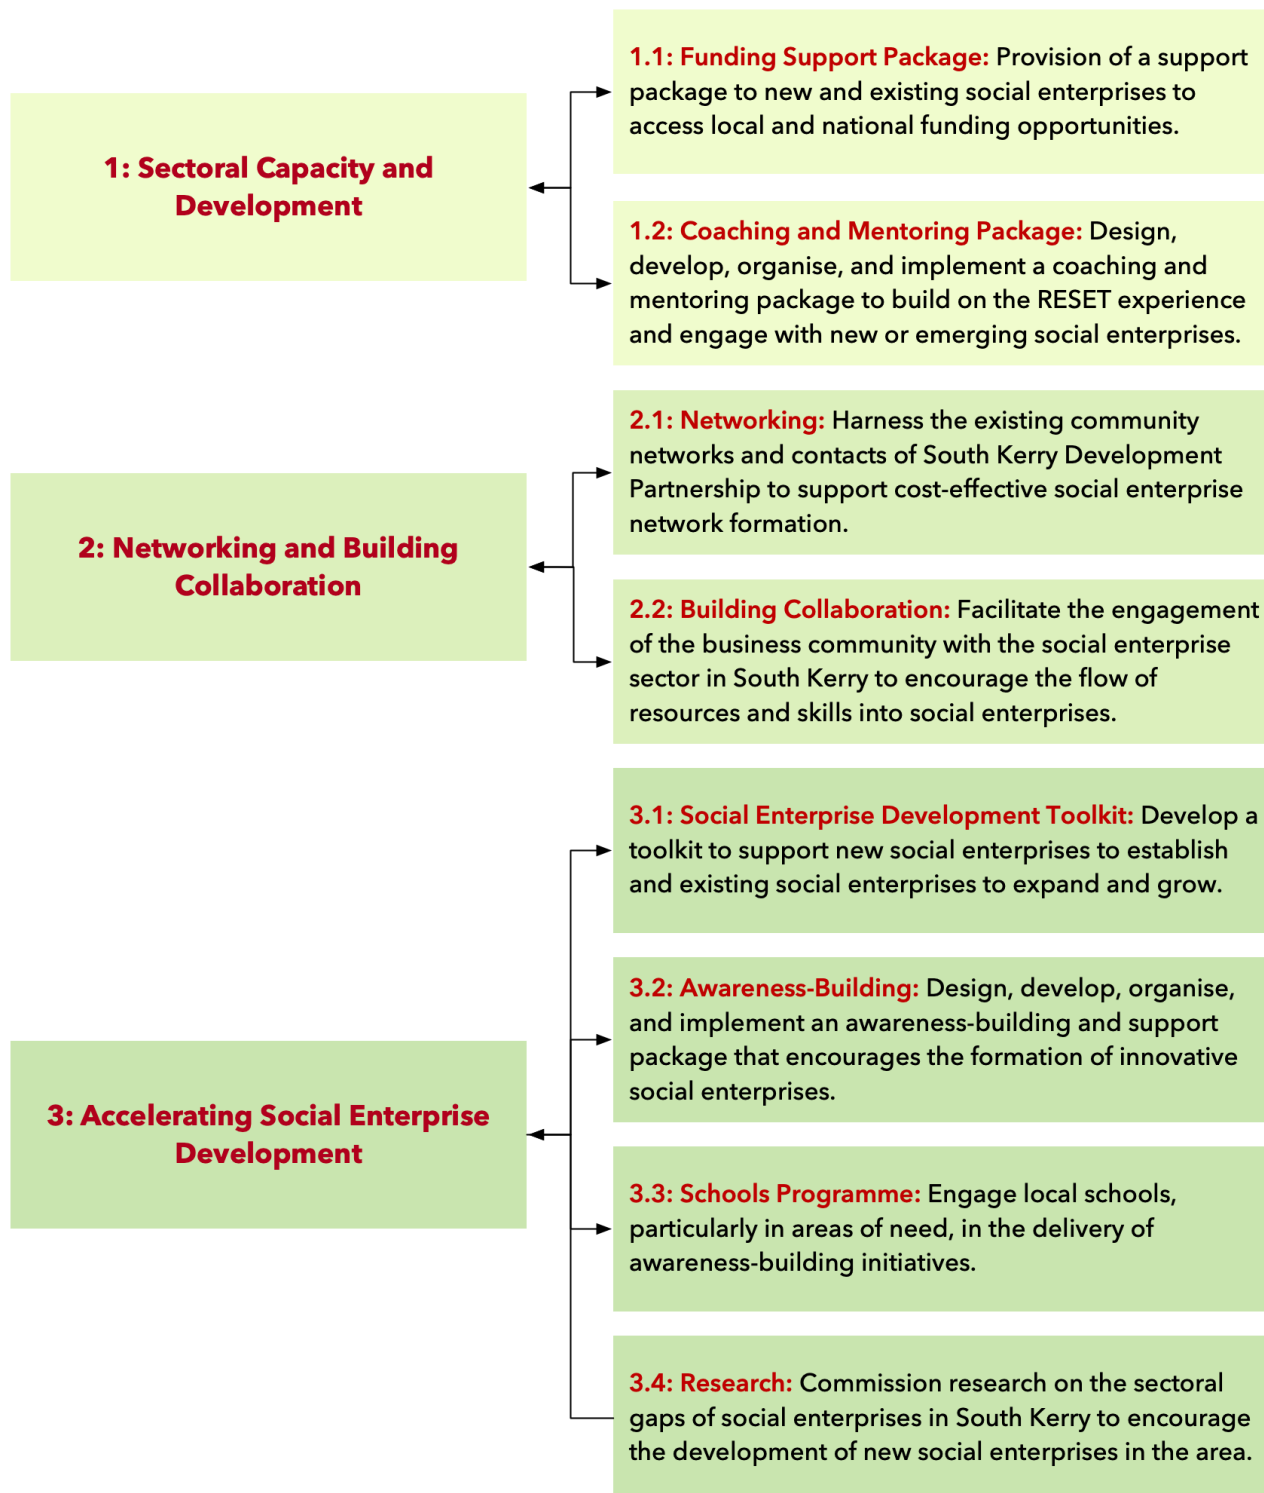 1: Sectoral Capacity and
Development
1.1: Funding Support Package: Provision of a support
package to new and existing social enterprises to
access local and national funding opportunities.
1.2: Coaching and Mentoring Package: Design,
develop, organise, and implement a coaching and
mentoring package to build on the RESET experience
and engage with new or emerging social enterprises.
2: Networking and Building
Collaboration
2.1: Networking: Harness the existing community
networks and contacts of South Kerry Development
Partnership to support cost-effective social enterprise
network formation.
2.2: Building Collaboration: Facilitate the engagement
of the business community with the social enterprise
sector in South Kerry to encourage the flow of
resources and skills into social enterprises.
3: Accelerating Social Enterprise
Development
3.1: Social Enterprise Development Toolkit: Develop a
toolkit to support new social enterprises to establish
and existing social enterprises to expand and grow.
3.2: Awareness-Building: Design, develop, organise,
and implement an awareness-building and support
package that encourages the formation of innovative
social enterprises.
3.3: Schools Programme: Engage local schools,
particularly in areas of need, in the delivery of
awareness-building initiatives.
3.4: Research: Commission research on the sectoral
gaps of social enterprises in South Kerry to encourage
the development of new social enterprises in the area.